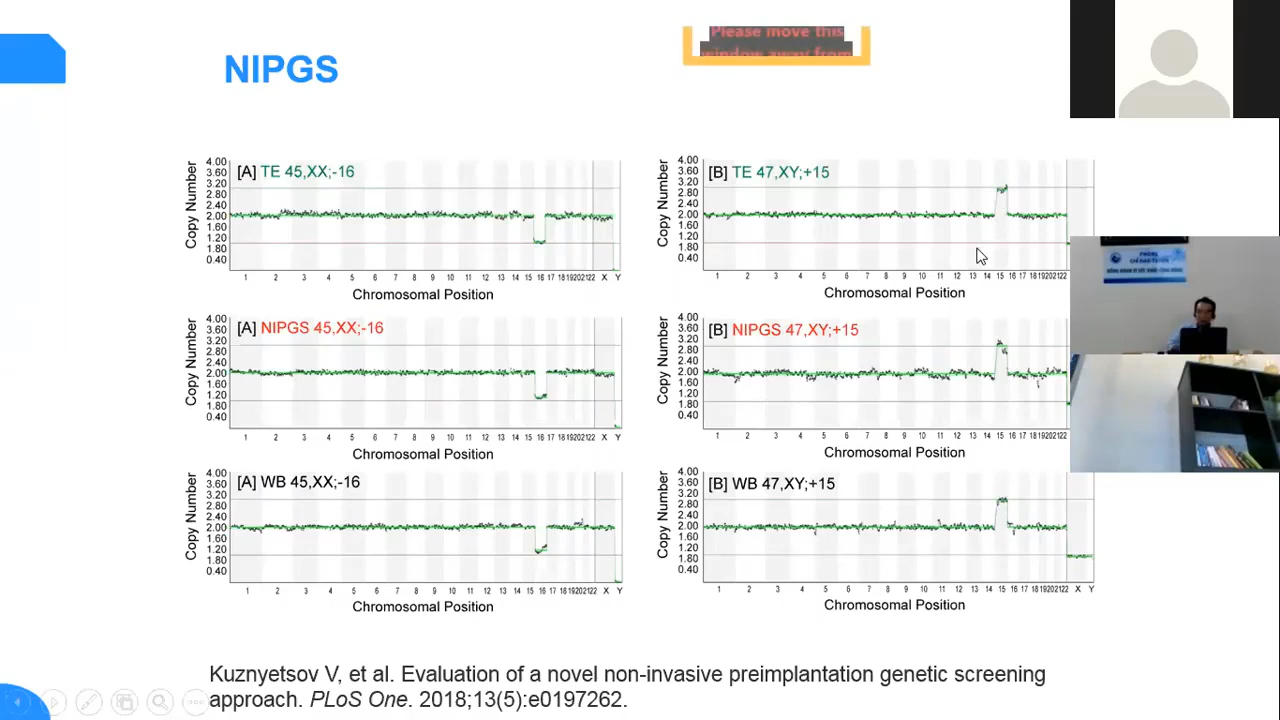 Please move this
window away from
NIPGS
[A] TE 45,XX;-16
Copy Number
4.00
3.60
3.20
2.80
2.40
2.00
1.60
1.20
1.80
0.40
1 2 3 4 5 6 7 8 9 10 11 12 13 14 15 16 17 18 19 20 21 22 X Y
Chromosomal Position
[B] TE 47,XY;+15
Copy Number
4.00
3.60
3.20
2.80
2.40
2.00
1.60
1.20
1.80
0.40
1 2 3 4 5 6 7 8 9 10 11 12 13 14 15 16 17 18 19 20 21 22
Chromosomal Position
[A] NIPGS 45,XX;-16
Copy Number
4.00
3.60
3.20
2.80
2.40
2.00
1.60
1.20
1.80
0.40
1 2 3 4 5 6 7 8 9 10 11 12 13 14 15 16 17 18 19 20 21 22 X Y
Chromosomal Position
[B] NIPGS 47,XY;+15
Copy Number
4.00
3.60
3.20
2.80
2.40
2.00
1.60
1.20
1.80
0.40
1 2 3 4 5 6 7 8 9 10 11 12 13 14 15 16 17 18 19 20 21 22
Chromosomal Position
[A] WB 45,XX;-16
Copy Number
4.00
3.60
3.20
2.80
2.40
2.00
1.60
1.20
1.80
0.40
1 2 3 4 5 6 7 8 9 10 11 12 13 14 15 16 17 18 19 20 21 22 X Y
Chromosomal Position
[B] WB 47,XY;+15
Copy Number
4.00
3.60
3.20
2.80
2.40
2.00
1.60
1.20
1.80
0.40
1 2 3 4 5 6 7 8 9 10 11 12 13 14 15 16 17 18 19 20 21 22 X Y
Chromosomal Position
PHÒNG
CHỈ ĐẠO TUYẾN
Kuznyetsov V, et al. Evaluation of a novel non-invasive preimplantation genetic screening
approach. PLoS One. 2018;13(5):e0197262.